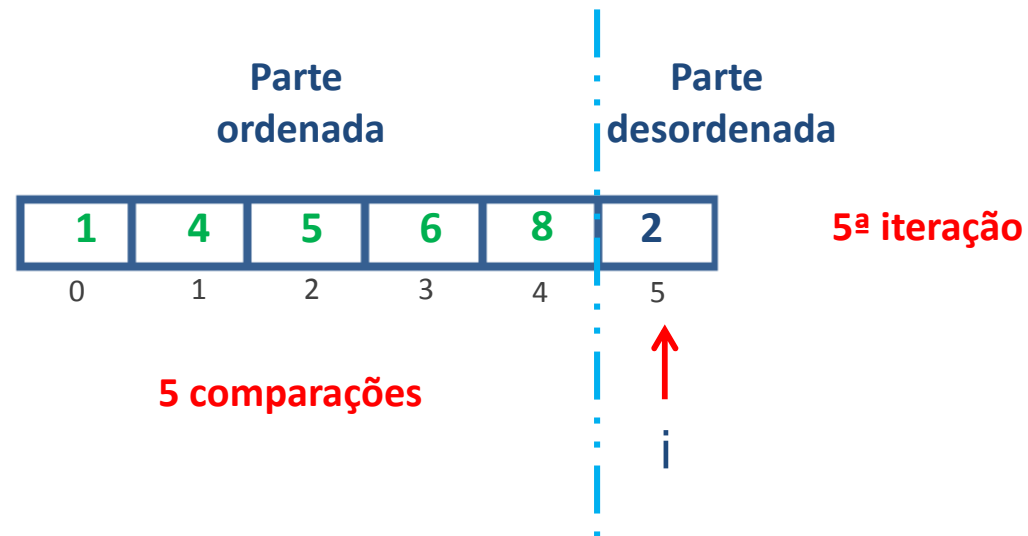 Parte
ordenada
Parte
desordenada
1 4 5 6 8 2
5ª iteração
0 1 2 3 4 5
5 comparações
i